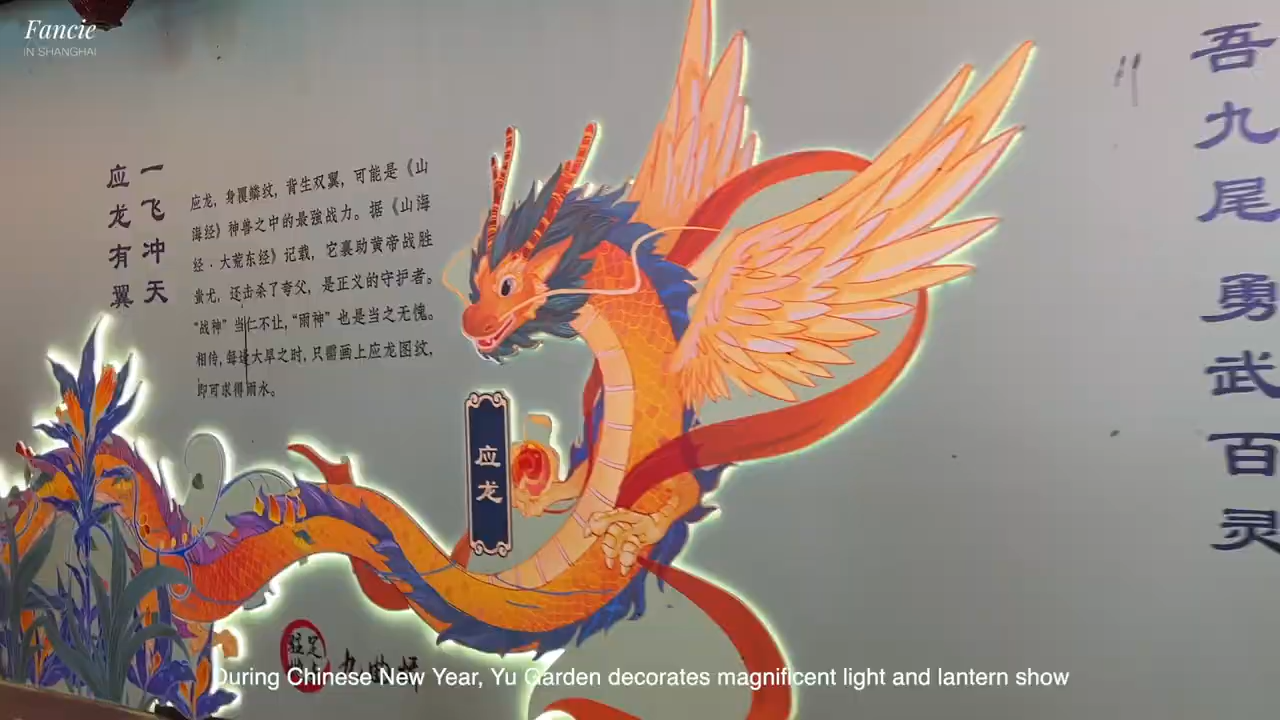 Fancie
IN SHANGHAI
一飞冲天
应龙有翼
应龙，身覆鳞纹，背生双翼，可能是《山
海经》神兽之中的最強战力。据《山海
经·大荒东经》记载，它襄助黄帝战胜
蚩尤，还击杀了夸父，是正义的守护者。
“战神”当仁不让，“雨神”也是当之无愧。
相传，每逢大旱之时，只需画上应龙图纹，
即可求得雨水。
应龙
吾九尾 勇武百灵
During Chinese New Year, Yu Garden decorates magnificent light and lantern show